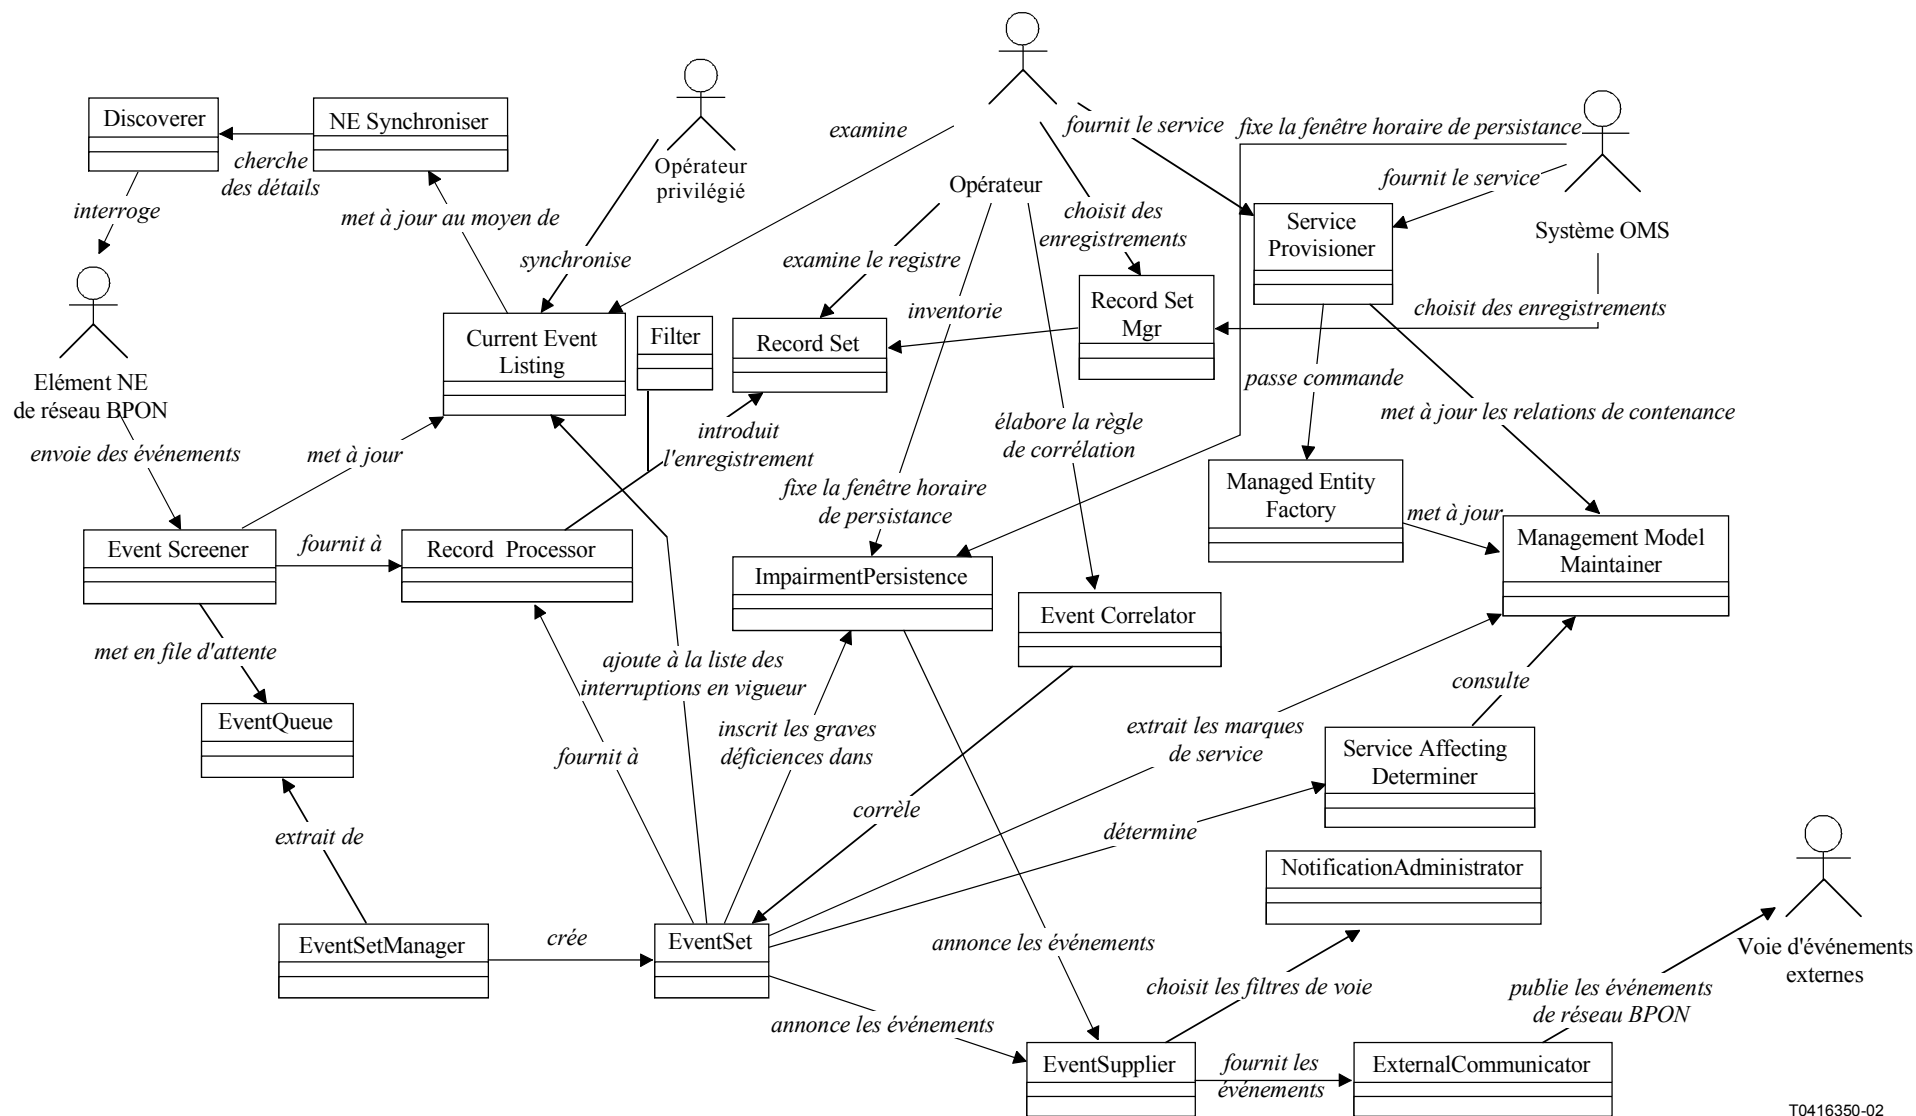 Discoverer
NE Synchroniser
cherche
des détails
interroge
met à jour au moyen de
Opérateur
privilégié
synchronise
examine
fournit le service
fixe la fenêtre horaire de persistance
fournit le service
Opérateur
choisit des
enregistrements
Service
Provisioner
Système OMS
examine le registre
inventorie
Record Set
Mgr
choisit des enregistrements
Current Event
Listing
Filter
Record Set
Elément NE
de réseau BPON
passe commande
met à jour les relations de contenance
envoie des événements
met à jour
introduit
l'enregistrement
élabore la règle
de corrélation
fixe la fenêtre horaire
de persistance
Managed Entity
Factory
met à jour
Management Model
Maintainer
Event Screener
fournit à
Record Processor
ImpairmentPersistence
Event Correlator
met en file d'attente
ajoute à la liste des
interruptions en vigueur
consulte
EventQueue
inscrit les graves
déficiences dans
fournit à
extrait les marques
de service
Service Affecting
Determiner
corrèle
détermine
extrait de
NotificationAdministrator
EventSetManager
crée
EventSet
annonce les événements
Voie d'événements
externes
choisit les filtres de voie
publie les événements
de réseau BPON
annonce les événements
EventSupplier
fournit les
événements
ExternalCommunicator
T0416350-02